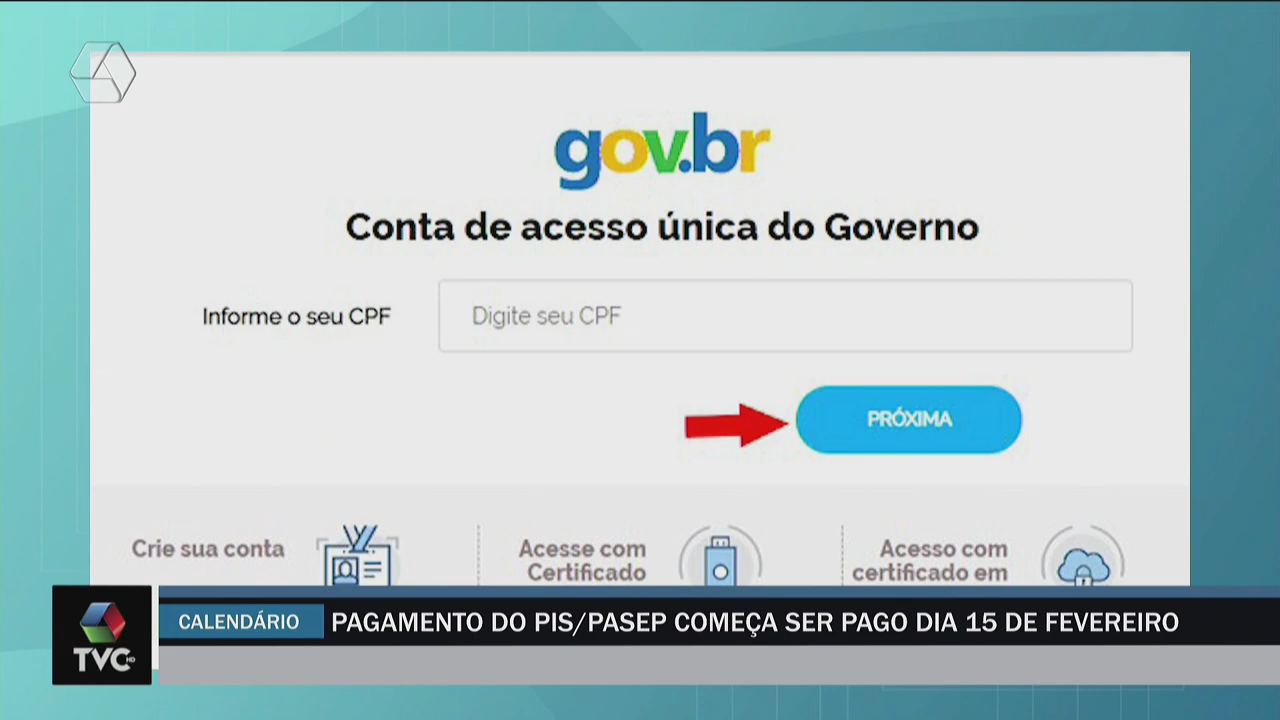 gov.br
Conta de acesso única do Governo
Informe o seu CPF
Digite seu CPF
PRÓXIMA
Crie sua conta
Acesse com
Certificado
Acesso com
certificado em
CALENDÁRIO
PAGAMENTO DO PIS/PASEP COMEÇA SER PAGO DIA 15 DE FEVEREIRO
TVC HD